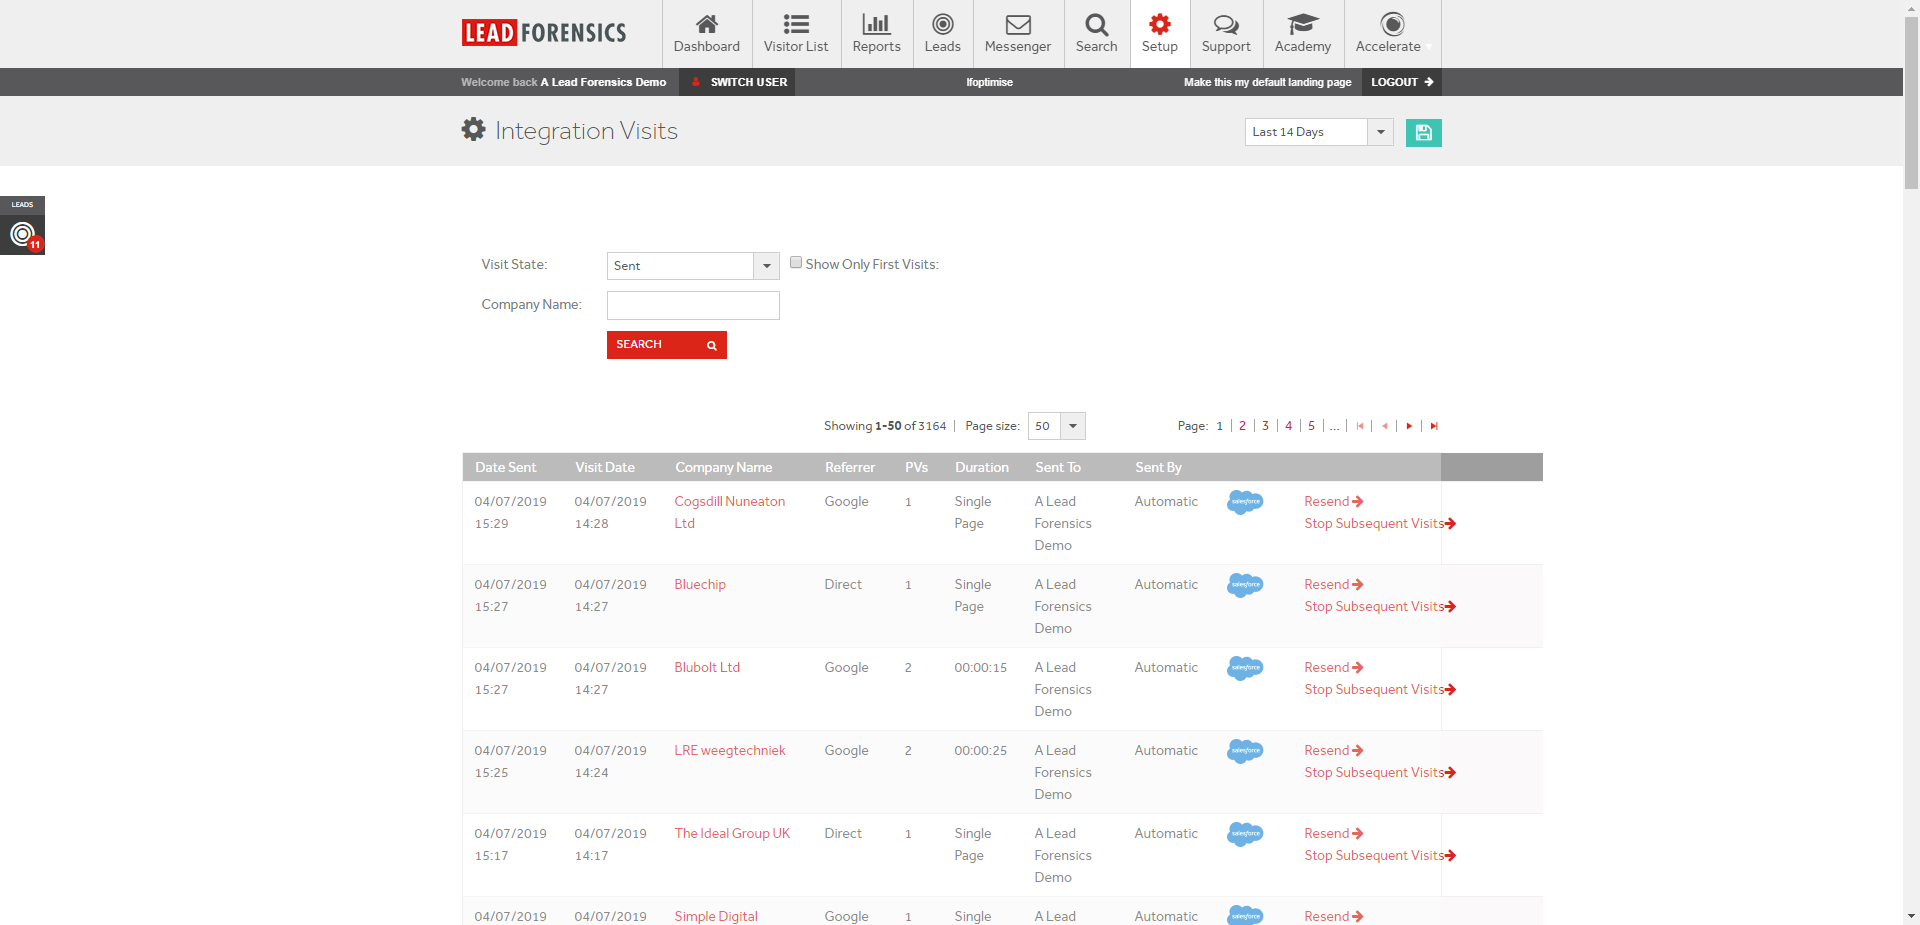 LEAD FORENSICS
Dashboard
Visitor List
Reports
Leads
Messenger
Search
Setup
Support
Academy
Accelerate
Welcome back A Lead Forensics Demo
SWITCH USER
lfoptimise
Make this my default landing page
LOGOUT
Integration Visits
Last 14 Days
LEADS
11
Visit State:
Sent
Show Only First Visits:
Company Name:
SEARCH
Showing 1-50 of 3164 | Page size: 50
Page: 1 | 2 | 3 | 4 | 5 | ... |
Date Sent Visit Date Company Name Referrer PVs Duration Sent To Sent By
04/07/2019 04/07/2019 Cogsdill Nuneaton Google 1 Single A Lead Automatic salesforce Resend
15:29 14:28 Ltd Page Forensics Stop Subsequent Visits
Demo
04/07/2019 04/07/2019 Bluechip Direct 1 Single A Lead Automatic salesforce Resend
15:27 14:27 Page Forensics Stop Subsequent Visits
Demo
04/07/2019 04/07/2019 Blubolt Ltd Google 2 00:00:15 A Lead Automatic salesforce Resend
15:27 14:27 Forensics Stop Subsequent Visits
Demo
04/07/2019 04/07/2019 LRE weegtechniek Google 2 00:00:25 A Lead Automatic salesforce Resend
15:25 14:24 Forensics Stop Subsequent Visits
Demo
04/07/2019 04/07/2019 The Ideal Group UK Direct 1 Single A Lead Automatic salesforce Resend
15:17 14:17 Page Forensics Stop Subsequent Visits
Demo
04/07/2019 04/07/2019 Simple Digital Google 1 Single A Lead Automatic salesforce Resend